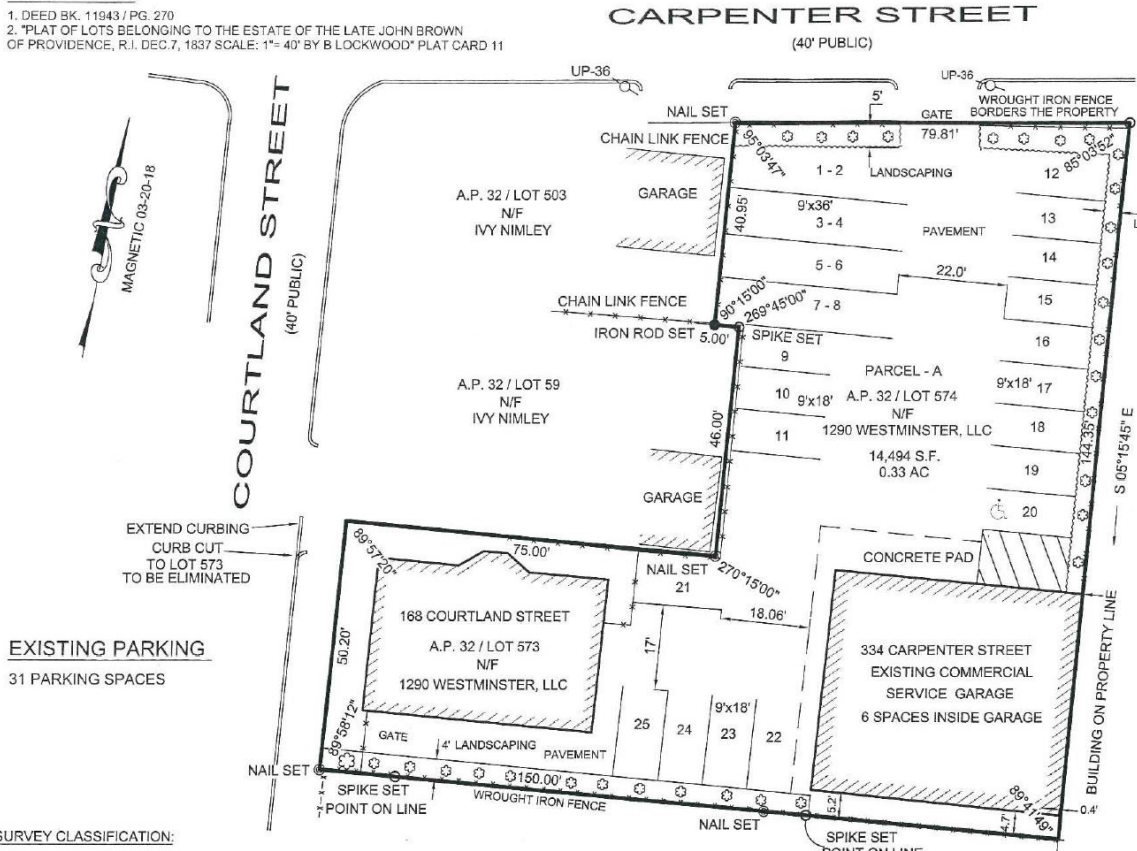 1. DEED BK. 11943 / PG. 270
2. "PLAT OF LOTS BELONGING TO THE ESTATE OF THE LATE JOHN BROWN
OF PROVIDENCE, R.I. DEC.7, 1837 SCALE: 1"= 40' BY B LOCKWOOD" PLAT CARD 11
CARPENTER STREET
(40' PUBLIC)
UP-36
UP-36
NAIL SET
5'
GATE
79.81'
WROUGHT IRON FENCE
BORDERS THE PROPERTY
CHAIN LINK FENCE
95°03'47"
85°03'52"
COURTLAND STREET
(40' PUBLIC)
MAGNETIC 03-20-18
A.P. 32 / LOT 503
N/F
IVY NIMLEY
GARAGE
40.95'
1 - 2
LANDSCAPING
9'x36'
3 - 4
PAVEMENT
5 - 6
22.0'
7 - 8
12
13
14
15
16
L
CHAIN LINK FENCE
IRON ROD SET
5.00'
90°15'00"
269°45'00"
SPIKE SET
9
10
9'x18'
11
PARCEL - A
A.P. 32 / LOT 574
N/F
1290 WESTMINSTER, LLC
14,494 S.F.
0.33 AC
9'x18'
17
18
19
20
144.35'
S 05°15'45" E
A.P. 32 / LOT 59
N/F
IVY NIMLEY
46.00'
GARAGE
EXTEND CURBING
CURB CUT
TO LOT 573
TO BE ELIMINATED
89°57'20"
75.00'
NAIL SET
270°15'00"
21
18.06'
CONCRETE PAD
EXISTING PARKING
31 PARKING SPACES
50.20'
168 COURTLAND STREET
A.P. 32 / LOT 573
N/F
1290 WESTMINSTER, LLC
17'
334 CARPENTER STREET
EXISTING COMMERCIAL
SERVICE GARAGE
6 SPACES INSIDE GARAGE
BUILDING ON PROPERTY LINE
25
24
9'x18'
23
22
89°58'12"
GATE
4' LANDSCAPING
PAVEMENT
NAIL SET
SPIKE SET
POINT ON LINE
150.00'
WROUGHT IRON FENCE
NAIL SET
5.2'
4.7'
89°41'49"
0.4'
SPIKE SET
POINT ON LINE
SURVEY CLASSIFICATION: